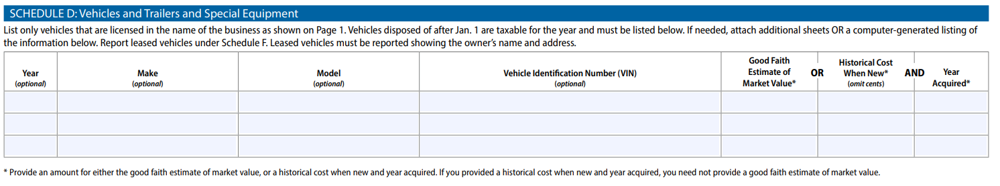 SCHEDULE D: Vehicles and Trailers and Special Equipment
List only vehicles that are licensed in the name of the business as shown on Page 1. Vehicles disposed of after Jan. 1 are taxable for the year and must be listed below. If needed, attach additional sheets OR a computer-generated listing of
the information below. Report leased vehicles under Schedule F. Leased vehicles must be reported showing the owner's name and address.
Year
(optional)
Make
(optional)
Model
(optional)
Vehicle Identification Number (VIN)
(optional)
Good Faith
Estimate of
Market Value*
OR
Historical Cost
When New*
(omit cents)
AND
Year
Acquired*
* Provide an amount for either the good faith estimate of market value, or a historical cost when new and year acquired. If you provided a historical cost when new and year acquired, you need not provide a good faith estimate of market value.